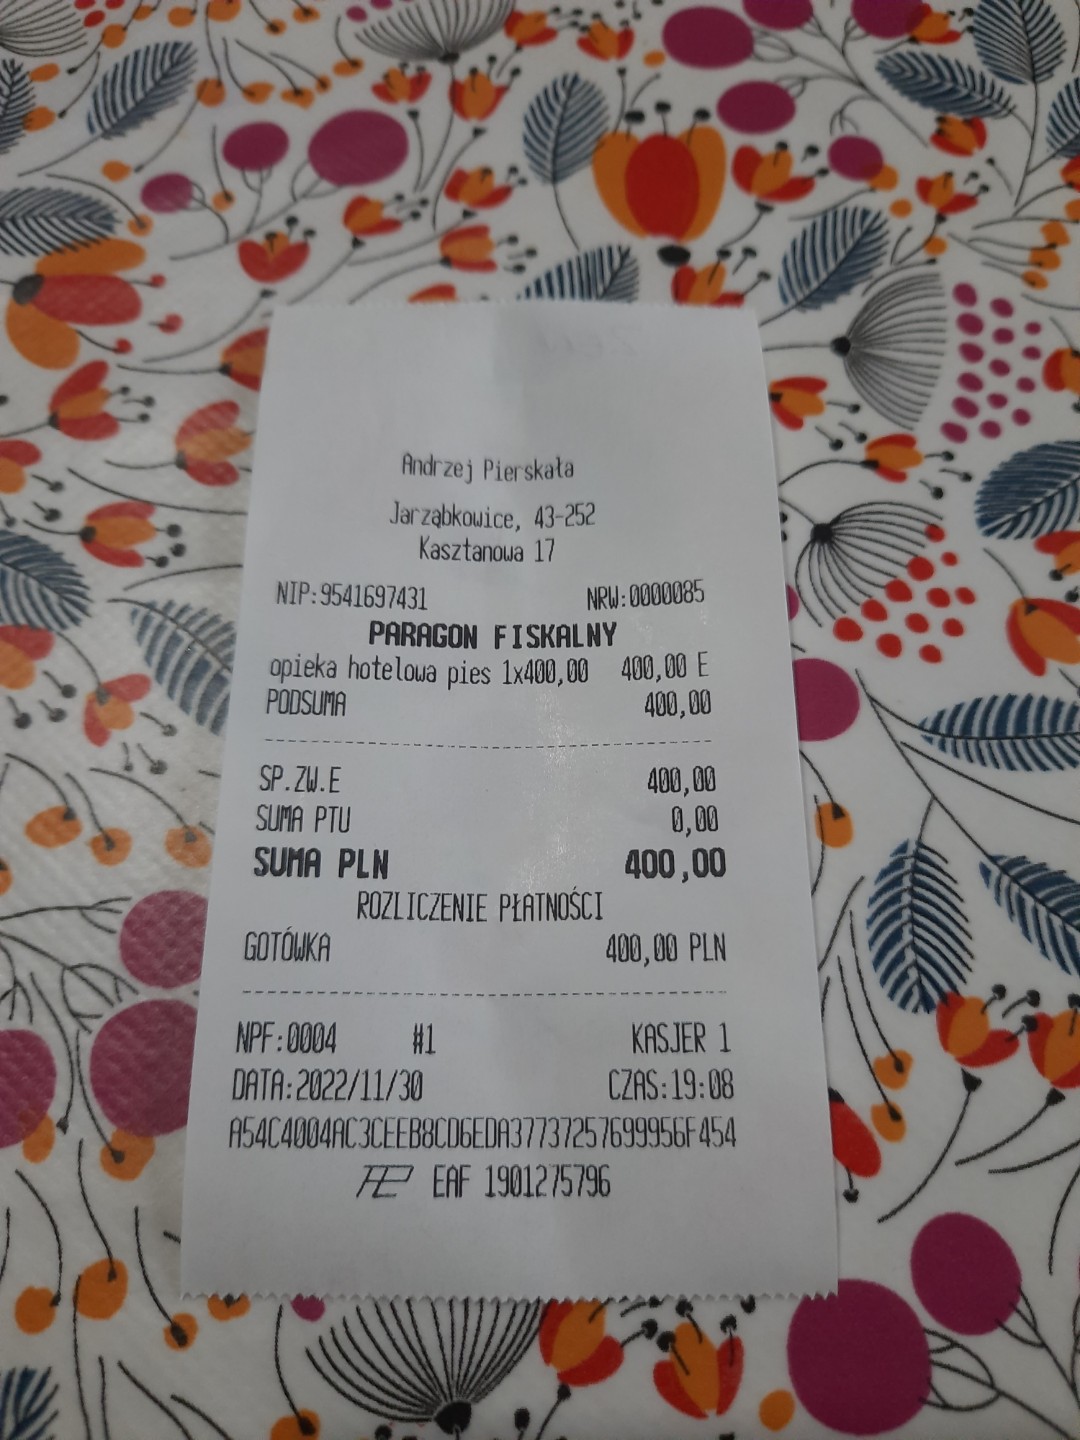 Andrzej Pierskała
Jarząbkowice, 43-252
Kasztanowa 17
NIP:9541697431 NRW:0000085
PARAGON FISKALNY
opieka hotelowa pies 1x400,00 400,00 E
PODSUMA 400,00
SP.ZW.E 400,00
SUMA PTU 0,00
SUMA PLN 400,00
ROZLICZENIE PŁATNOŚCI
GOTÓWKA 400,00 PLN
NPF:0004 #1 KASJER 1
DATA:2022/11/30 CZAS:19:08
A54C4004AC3CEEB8CD6EDA37737257699956F454
EAF 1901275796